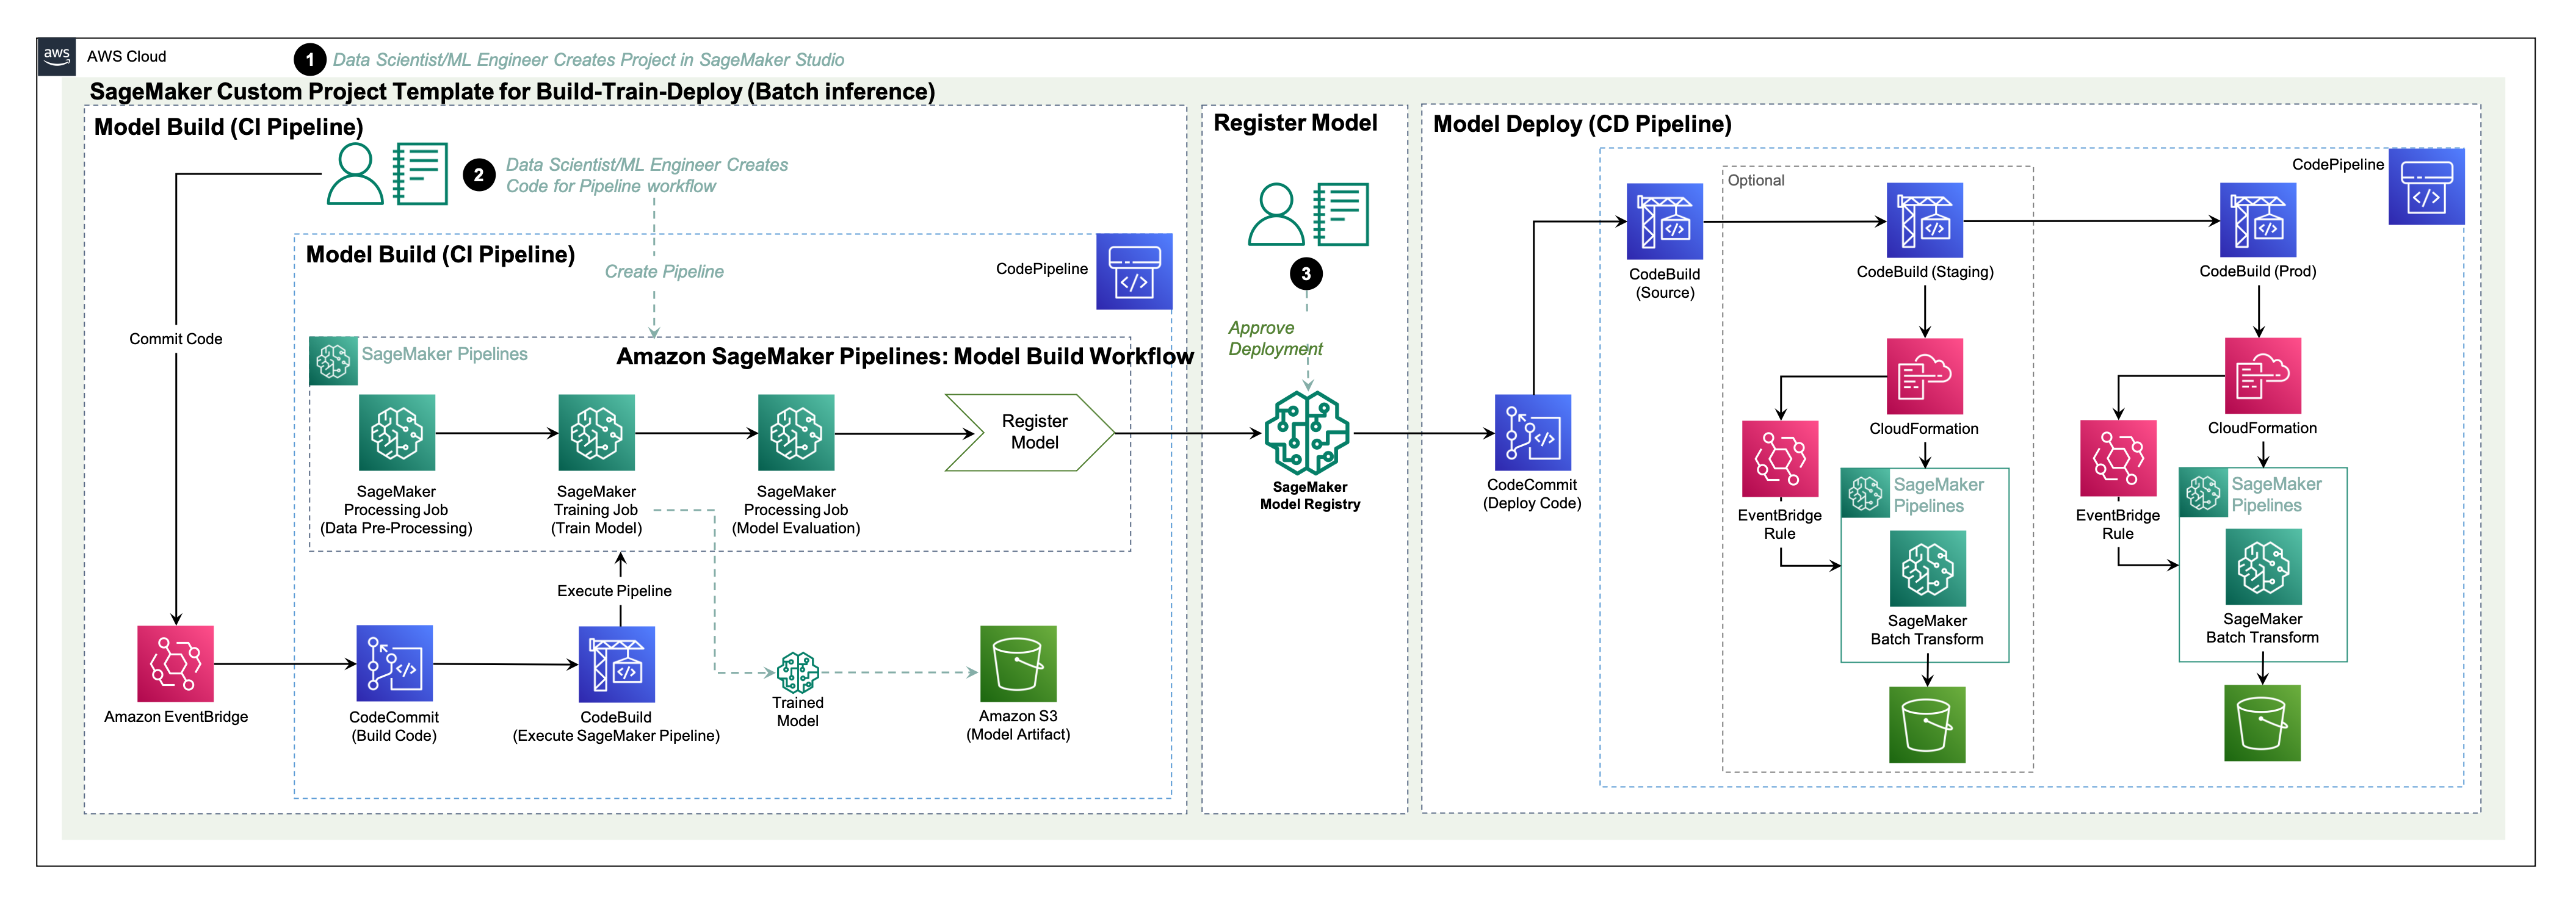 aws
AWS Cloud
1
Data Scientist/ML Engineer Creates Project in SageMaker Studio
SageMaker Custom Project Template for Build-Train-Deploy (Batch inference)
Model Build (CI Pipeline)
2
Data Scientist/ML Engineer Creates
Code for Pipeline workflow
Commit Code
Model Build (CI Pipeline)
Create Pipeline
CodePipeline
SageMaker Pipelines
Amazon SageMaker Pipelines: Model Build Workflow
SageMaker
Processing Job
(Data Pre-Processing)
SageMaker
Training Job
(Train Model)
SageMaker
Processing Job
(Model Evaluation)
Register
Model
Execute Pipeline
Amazon EventBridge
CodeCommit
(Build Code)
CodeBuild
(Execute SageMaker Pipeline)
Trained
Model
Amazon S3
(Model Artifact)
Register Model
3
Approve
Deployment
SageMaker
Model Registry
Model Deploy (CD Pipeline)
CodePipeline
CodeCommit
(Deploy Code)
CodeBuild
(Source)
Optional
CodeBuild (Staging)
CloudFormation
EventBridge
Rule
SageMaker
Pipelines
SageMaker
Batch Transform
CodeBuild (Prod)
CloudFormation
EventBridge
Rule
SageMaker
Pipelines
SageMaker
Batch Transform